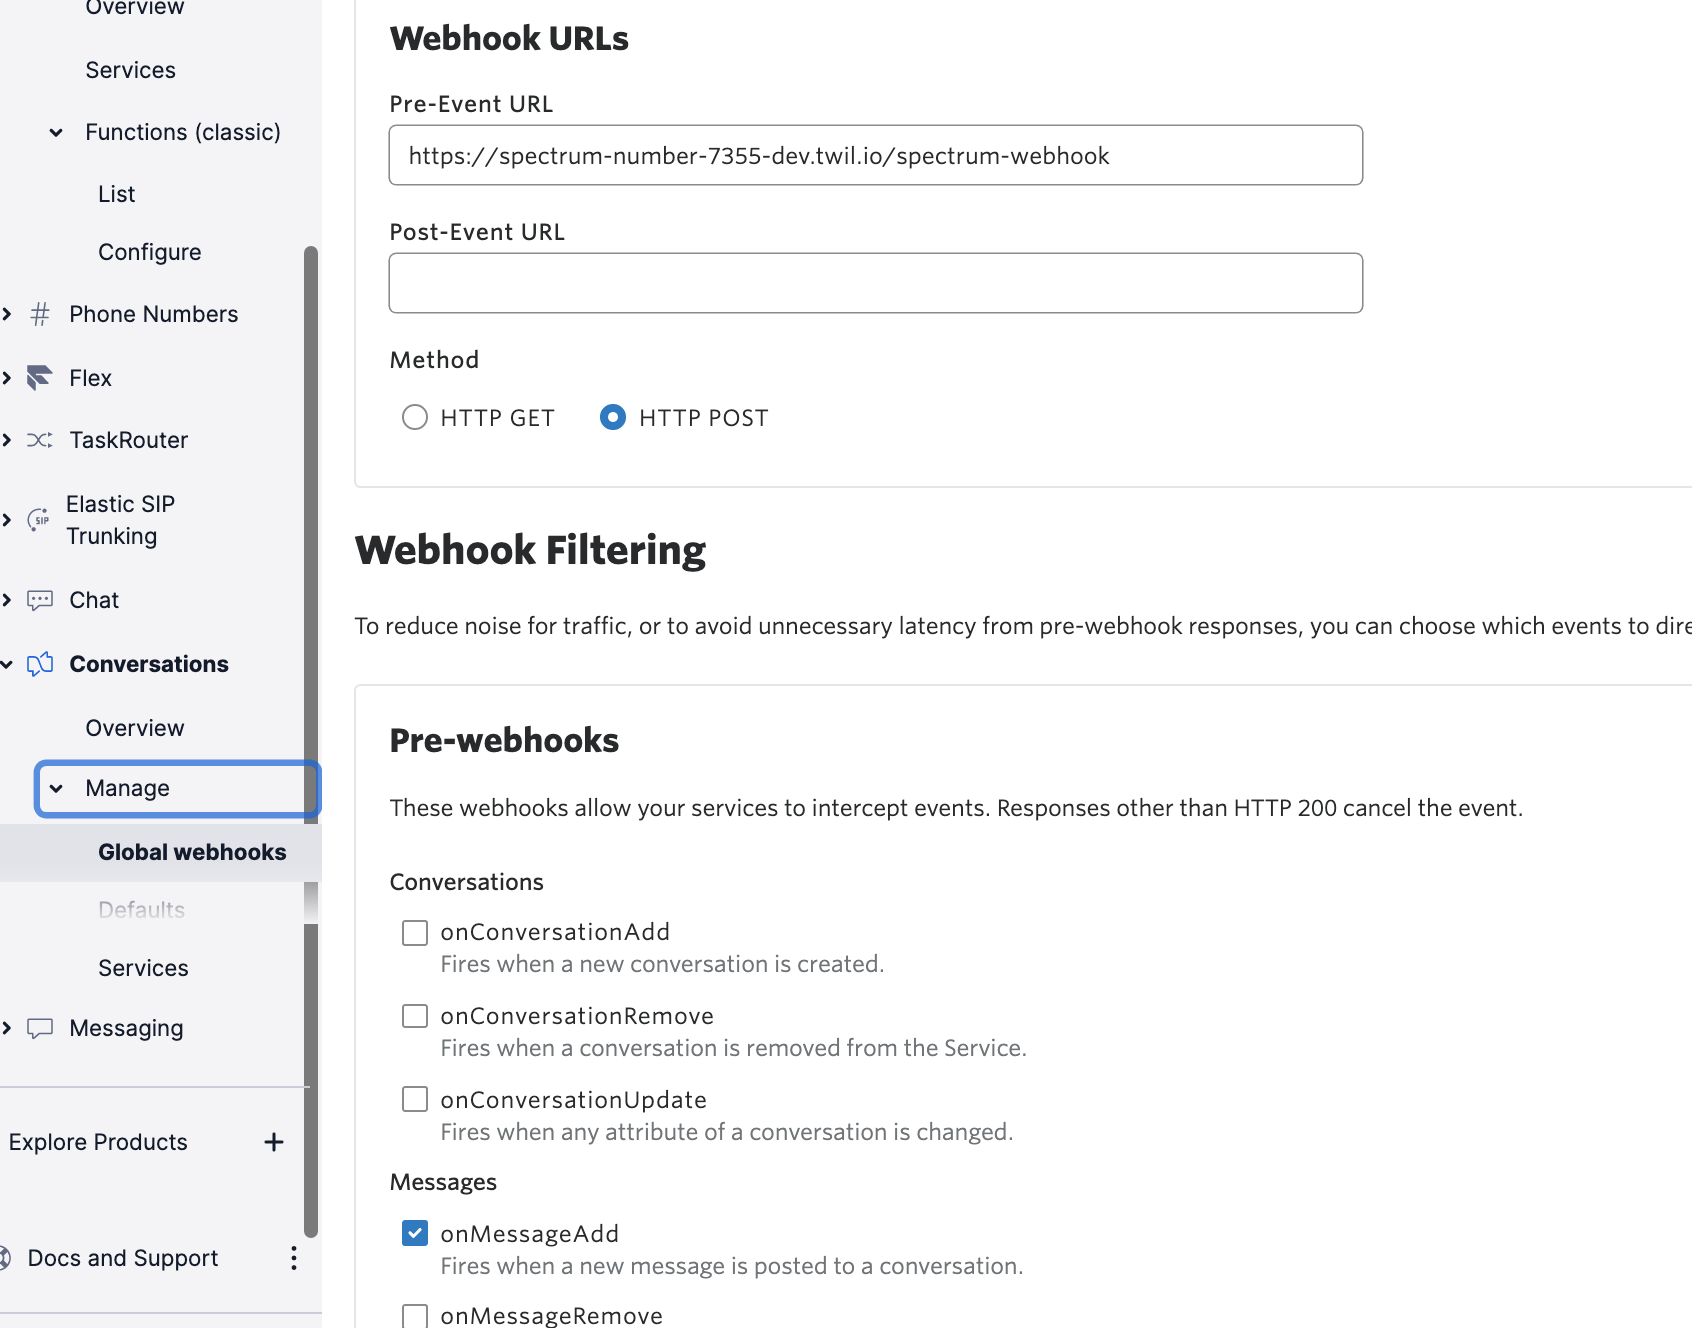 Overview
Services
Functions (classic)
List
Configure
Phone Numbers
Flex
TaskRouter
SIP
Elastic SIP
Trunking
Chat
Conversations
Overview
Manage
Global webhooks
Defaults
Services
Messaging
Explore Products
Docs and Support
Webhook URLs
Pre-Event URL
https://spectrum-number-7355-dev.twil.io/spectrum-webhook
Post-Event URL
Method
HTTP GET HTTP POST
Webhook Filtering
To reduce noise for traffic, or to avoid unnecessary latency from pre-webhook responses, you can choose which events to dire
Pre-webhooks
These webhooks allow your services to intercept events. Responses other than HTTP 200 cancel the event.
Conversations
onConversationAdd
Fires when a new conversation is created.
onConversationRemove
Fires when a conversation is removed from the Service.
onConversationUpdate
Fires when any attribute of a conversation is changed.
Messages
onMessageAdd
Fires when a new message is posted to a conversation.
onMessageRemove